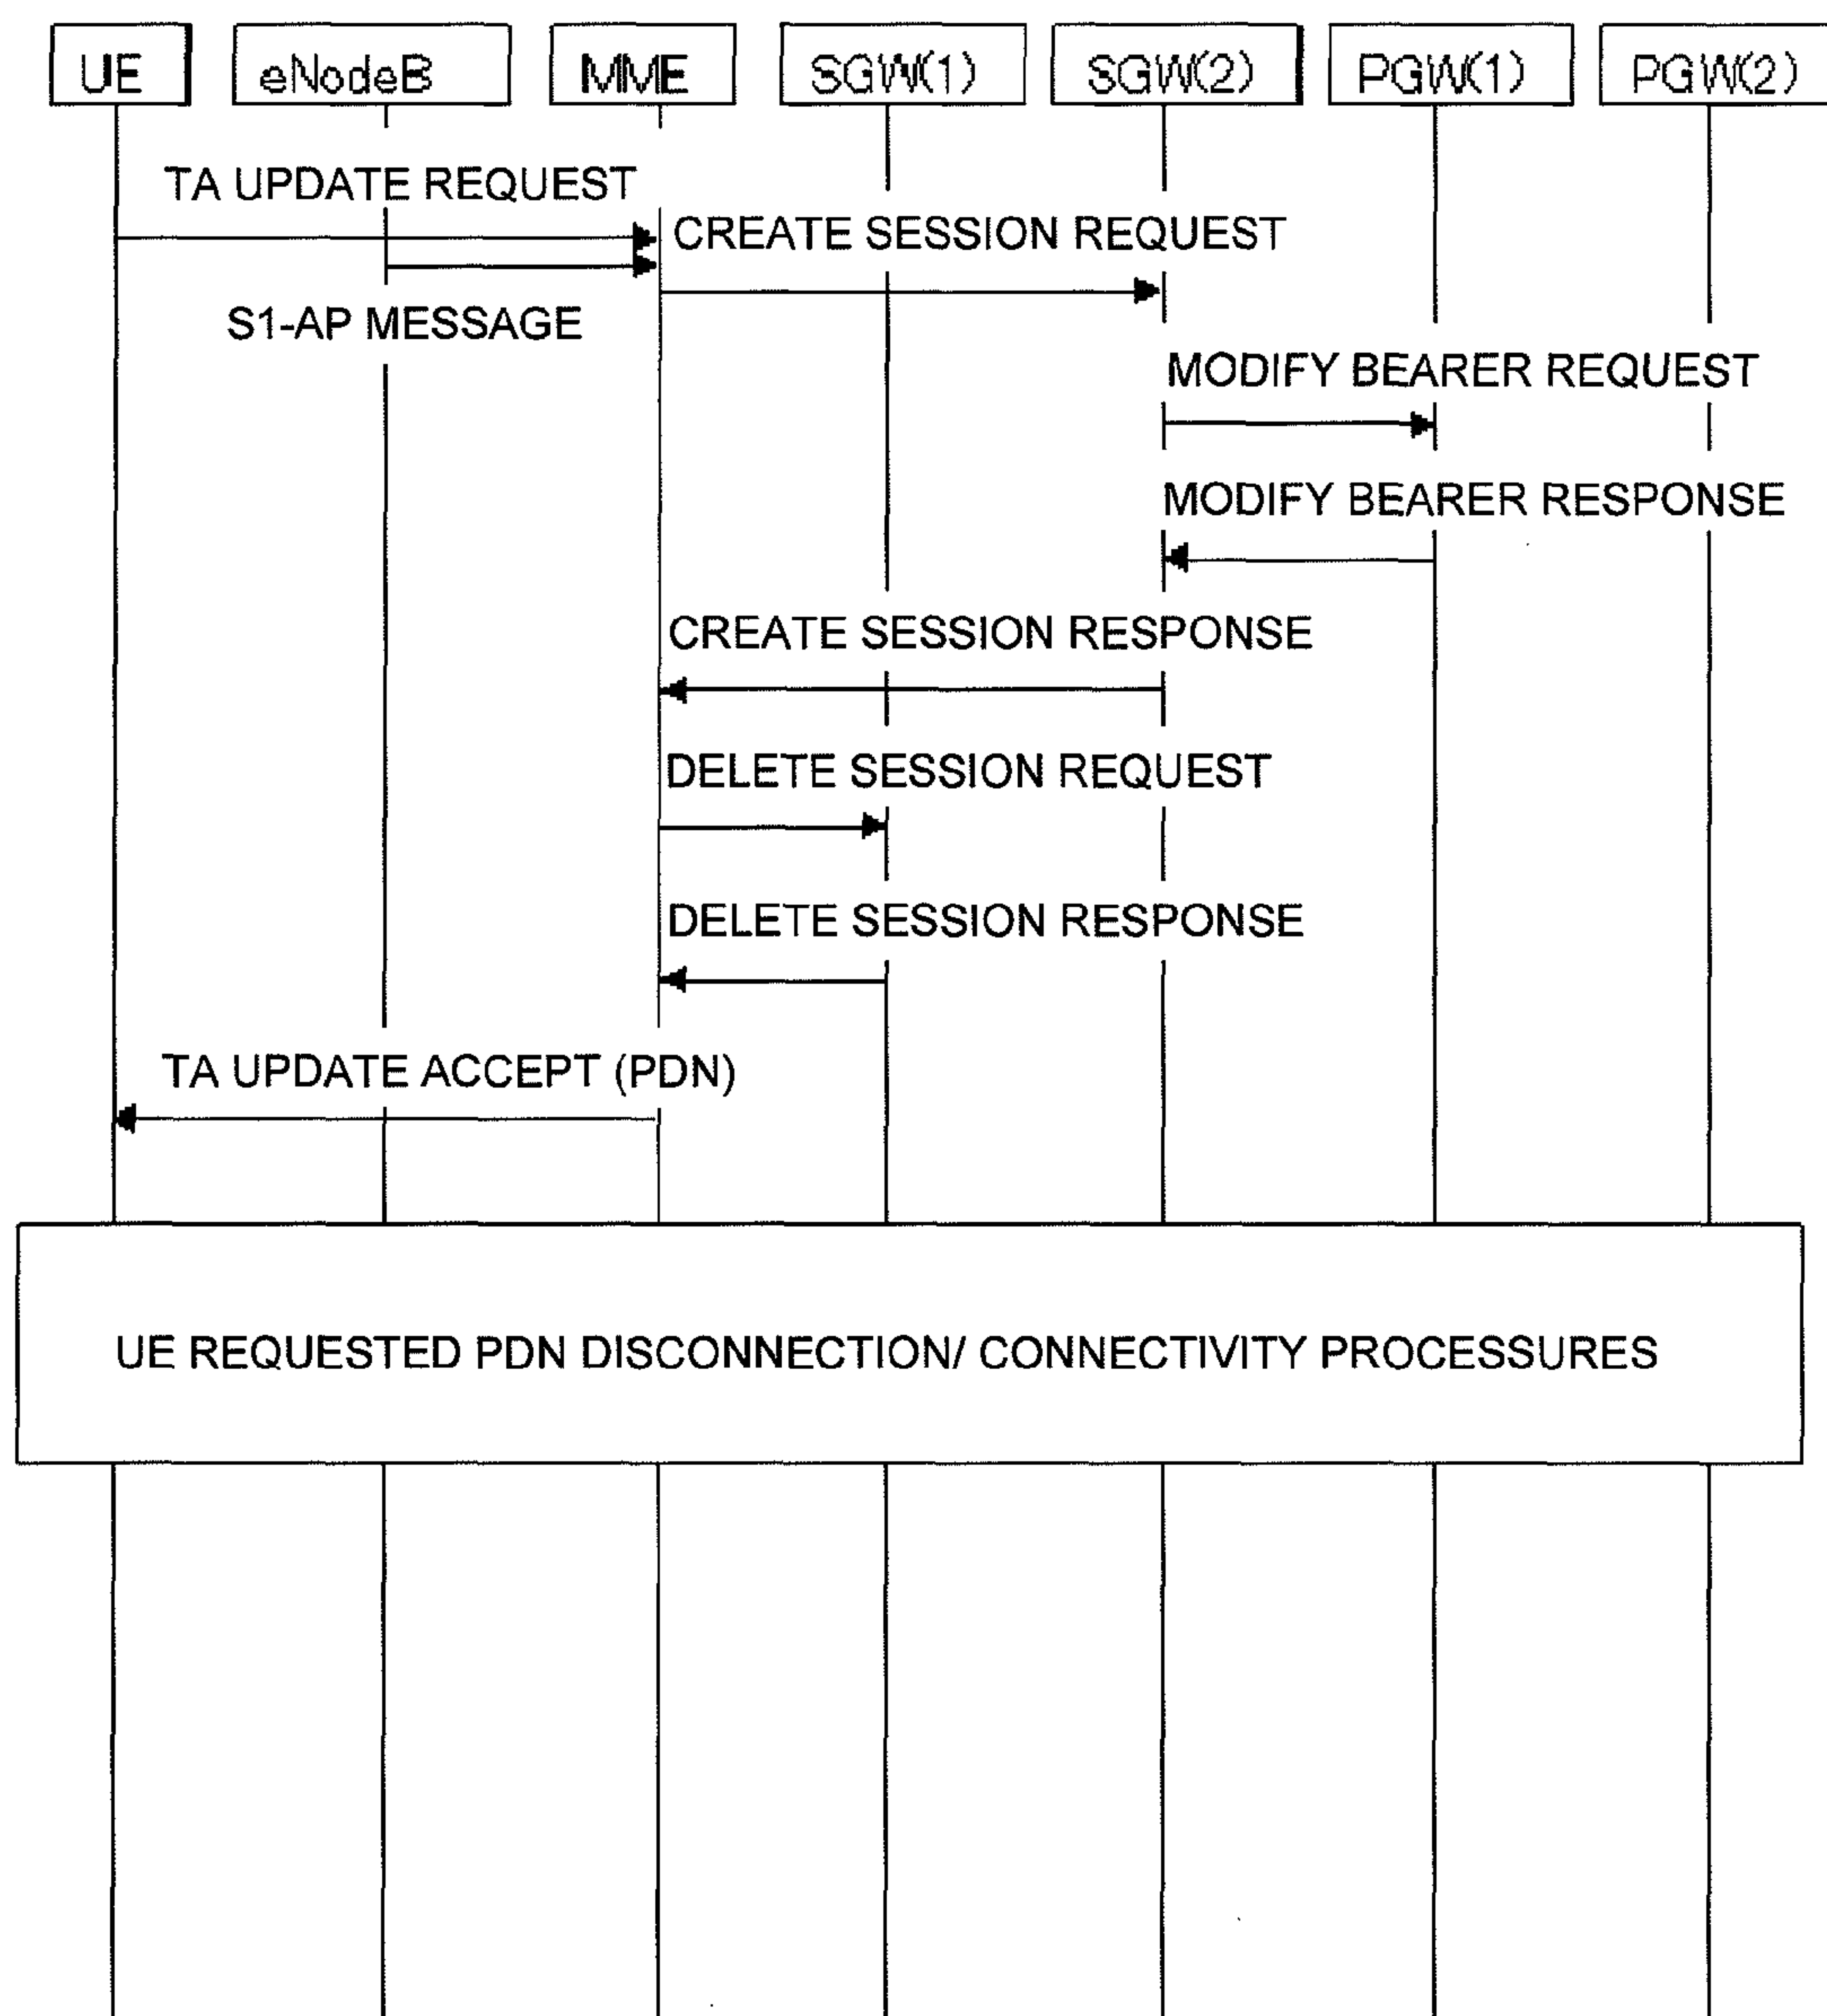 UE eNodeB MME SGW(1) SGW(2) PGW(1) PGW(2)
TA UPDATE REQUEST
CREATE SESSION REQUEST
S1-AP MESSAGE
MODIFY BEARER REQUEST
MODIFY BEARER RESPONSE
CREATE SESSION RESPONSE
DELETE SESSION REQUEST
DELETE SESSION RESPONSE
TA UPDATE ACCEPT (PDN)
UE REQUESTED PDN DISCONNECTION/ CONNECTIVITY PROCESSURES